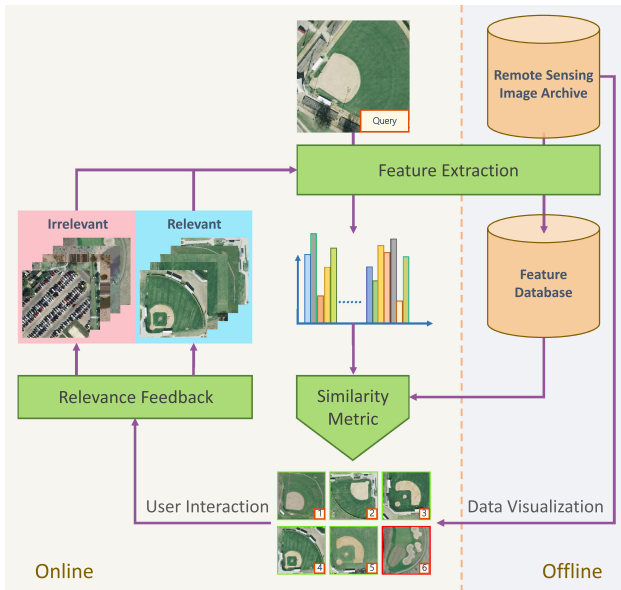 Query
Remote Sensing
Image Archive
Feature Extraction
Irrelevant
Relevant
Feature
Database
......
Relevance Feedback
Similarity
Metric
User Interaction
1
2
3
Data Visualization
4
5
6
Online
Offline